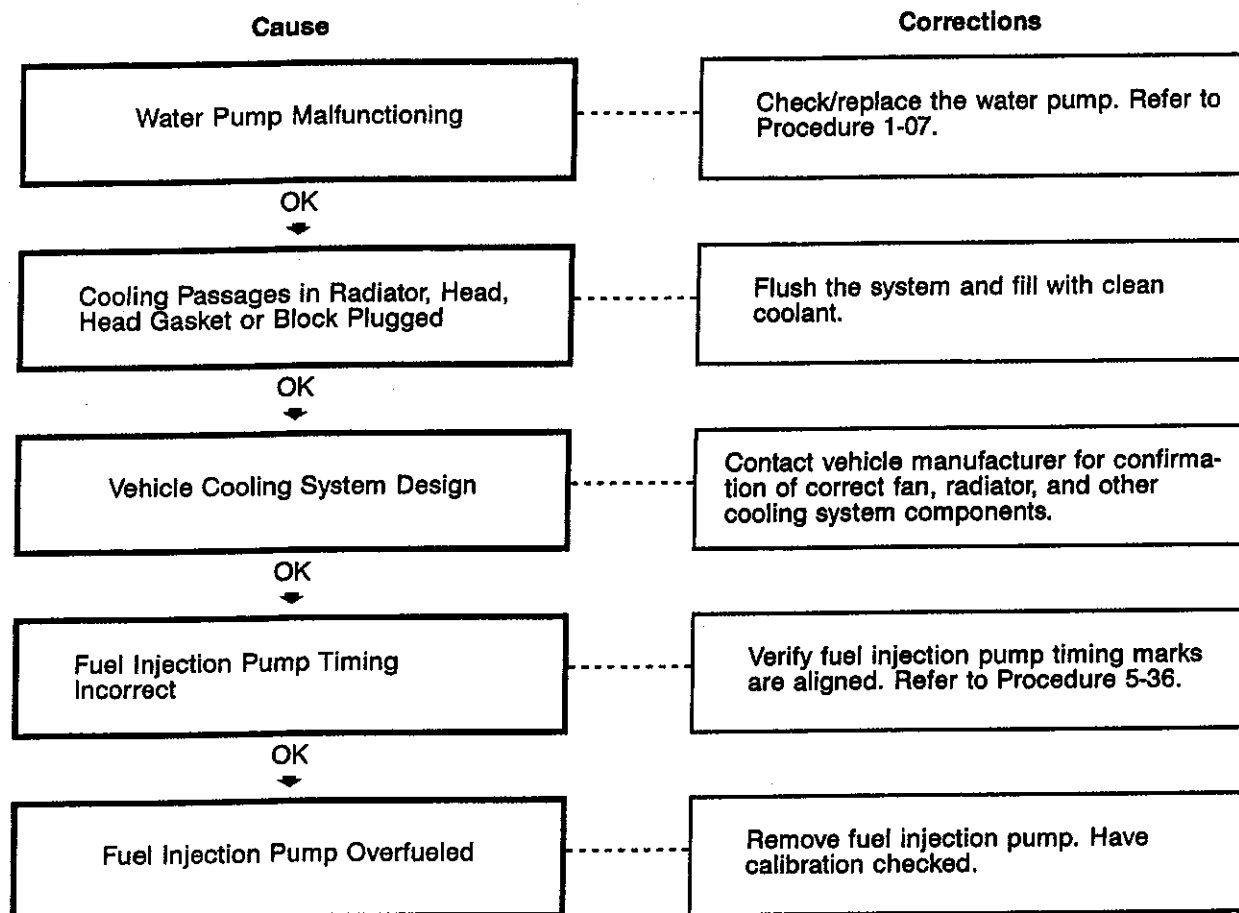 Cause
Corrections
Water Pump Malfunctioning
Check/replace the water pump. Refer to
Procedure 1-07.
OK
Cooling Passages in Radiator, Head,
Head Gasket or Block Plugged
Flush the system and fill with clean
coolant.
OK
Vehicle Cooling System Design
Contact vehicle manufacturer for confirma-
tion of correct fan, radiator, and other
cooling system components.
OK
Fuel Injection Pump Timing
Incorrect
Verify fuel injection pump timing marks
are aligned. Refer to Procedure 5-36.
OK
Fuel Injection Pump Overfueled
Remove fuel injection pump. Have
calibration checked.